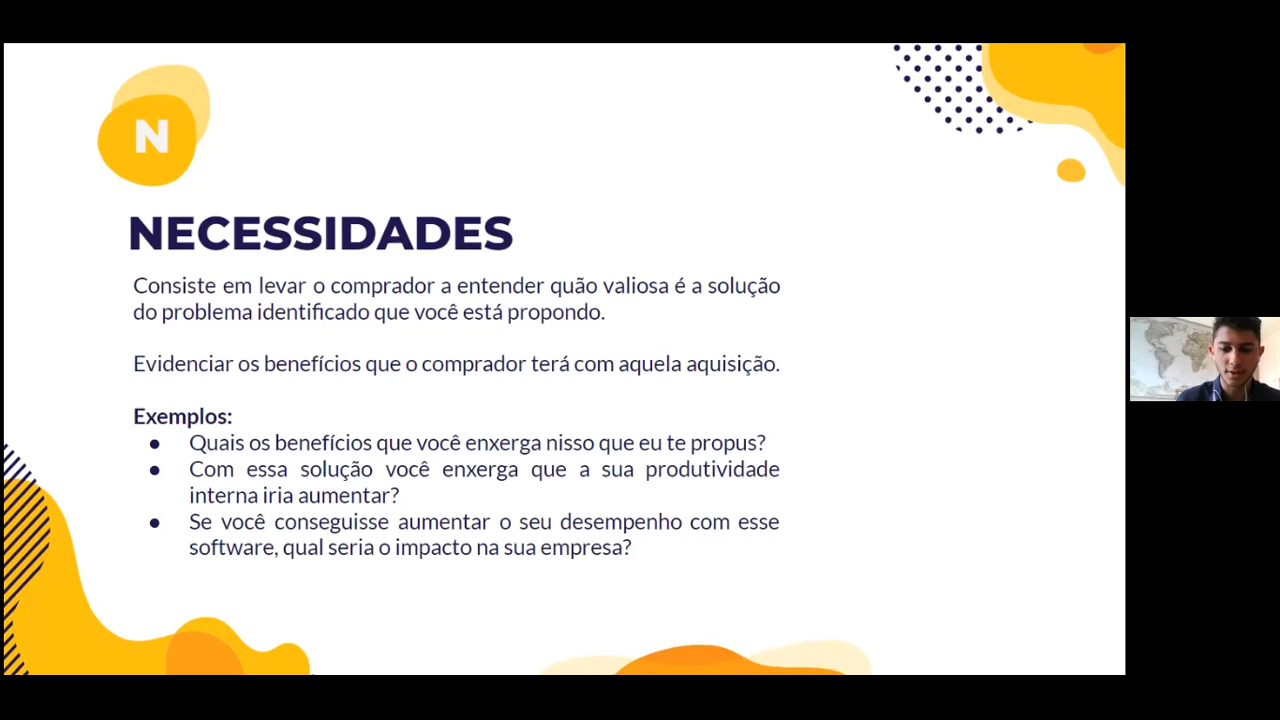 N
NECESSIDADES
Consiste em levar o comprador a entender quão valiosa é a solução
do problema identificado que você está propondo.
Evidenciar os benefícios que o comprador terá com aquela aquisição.
Exemplos:
● Quais os benefícios que você enxerga nisso que eu te propus?
● Com essa solução você enxerga que a sua produtividade
interna iria aumentar?
● Se você conseguisse aumentar o seu desempenho com esse
software, qual seria o impacto na sua empresa?